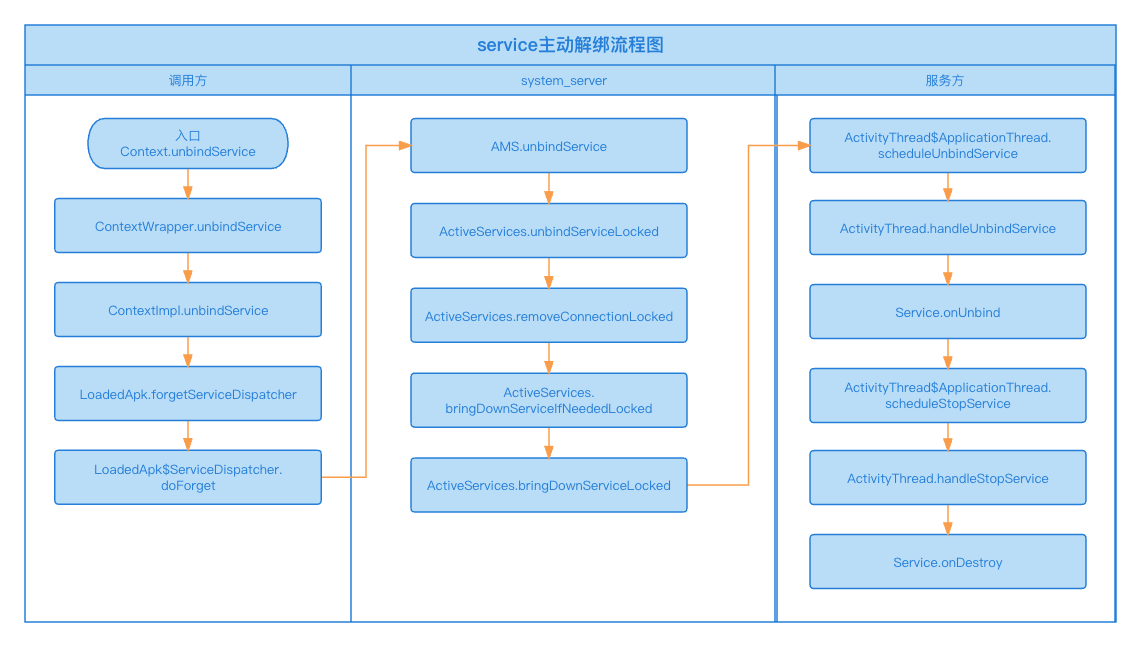 service主动解绑流程图
调用方
system_server
服务方
入口
Context.unbindService
ContextWrapper.unbindService
ContextImpl.unbindService
LoadedApk.forgetServiceDispatcher
LoadedApk$ServiceDispatcher.
doForget
AMS.unbindService
ActiveServices.unbindServiceLocked
ActiveServices.removeConnectionLocked
ActiveServices.
bringDownServiceIfNeededLocked
ActiveServices.bringDownServiceLocked
ActivityThread$ApplicationThread.
scheduleUnbindService
ActivityThread.handleUnbindService
Service.onUnbind
ActivityThread$ApplicationThread.
scheduleStopService
ActivityThread.handleStopService
Service.onDestroy